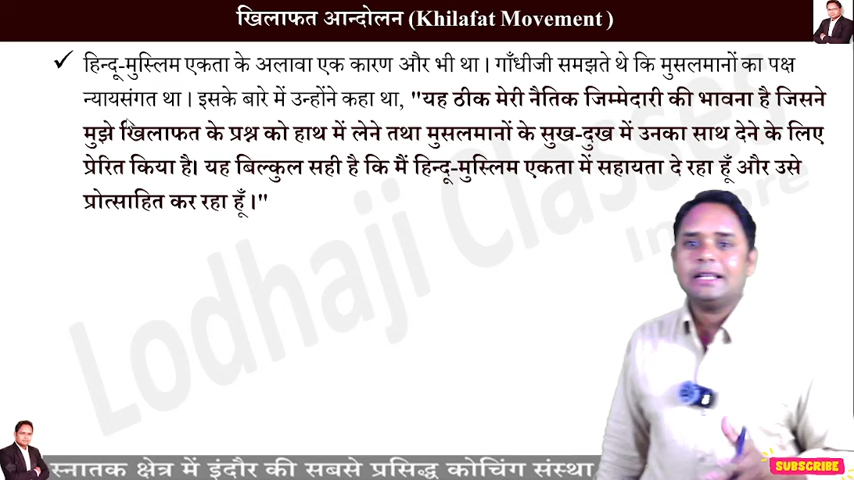 खिलाफत आन्दोलन (Khilafat Movement )
✓ हिन्दू-मुस्लिम एकता के अलावा एक कारण और भी था। गाँधीजी समझते थे कि मुसलमानों का पक्ष
न्यायसंगत था। इसके बारे में उन्होंने कहा था, "यह ठीक मेरी नैतिक जिम्मेदारी की भावना है जिसने
मुझे खिलाफत के प्रश्न को हाथ में लेने तथा मुसलमानों के सुख-दुख में उनका साथ देने के लिए
प्रेरित किया है। यह बिल्कुल सही है कि मैं हिन्दू-मुस्लिम एकता में सहायता दे रहा हूँ और उसे
प्रोत्साहित कर रहा हूँ।"
Lodhaji Classes
स्नातक क्षेत्र में इंदौर की सबसे प्रसिद्ध कोचिंग संस्था
SUBSCRIBE